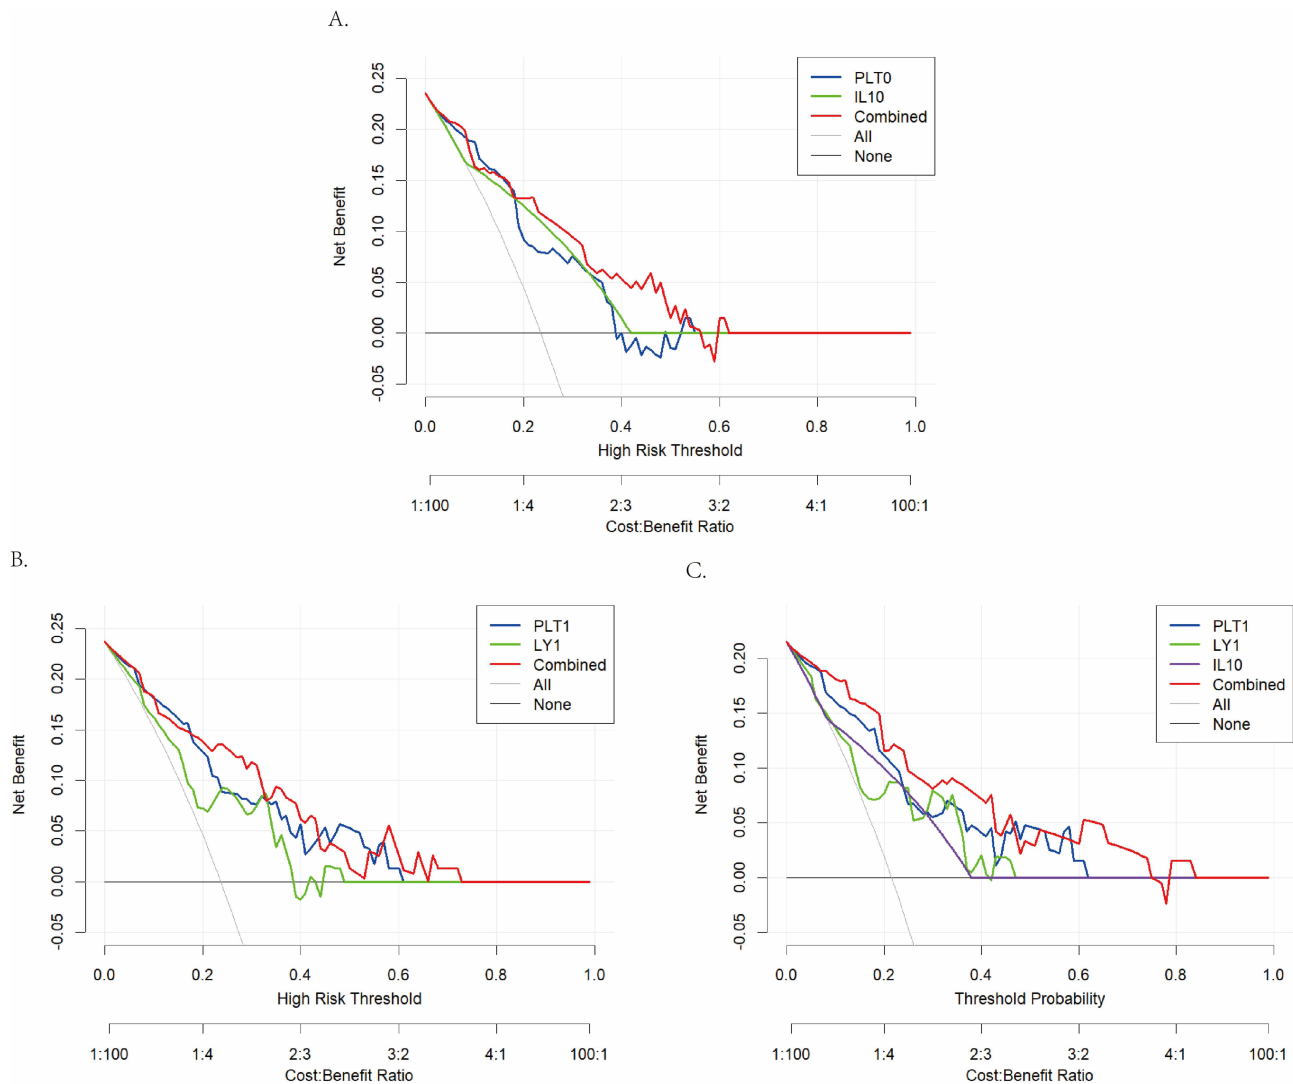 A.
PLT0
IL10
Combined
All
None
Net Benefit
0.25
0.20
0.15
0.10
0.05
0.00
-0.05
0.0 0.2 0.4 0.6 0.8 1.0
High Risk Threshold
1:100 1:4 2:3 3:2 4:1 100:1
Cost:Benefit Ratio
B.
PLT1
LY1
Combined
All
None
Net Benefit
0.25
0.20
0.15
0.10
0.05
0.00
-0.05
0.0 0.2 0.4 0.6 0.8 1.0
High Risk Threshold
1:100 1:4 2:3 3:2 4:1 100:1
Cost:Benefit Ratio
C.
PLT1
LY1
IL10
Combined
All
None
Net Benefit
0.20
0.15
0.10
0.05
0.00
-0.05
0.0 0.2 0.4 0.6 0.8 1.0
Threshold Probability
1:100 1:4 2:3 3:2 4:1 100:1
Cost:Benefit Ratio